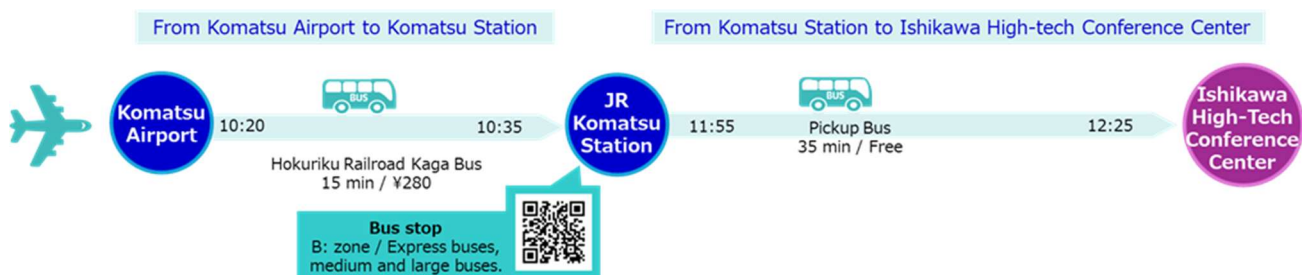 From Komatsu Airport to Komatsu Station
From Komatsu Station to Ishikawa High-tech Conference Center
Komatsu
Airport
10:20
BUS
10:35
Hokuriku Railroad Kaga Bus
15 min / ¥280
JR
Komatsu
Station
Bus stop
B: zone / Express buses,
medium and large buses.
11:55
BUS
Pickup Bus
35 min / Free
12:25
Ishikawa
High-Tech
Conference
Center